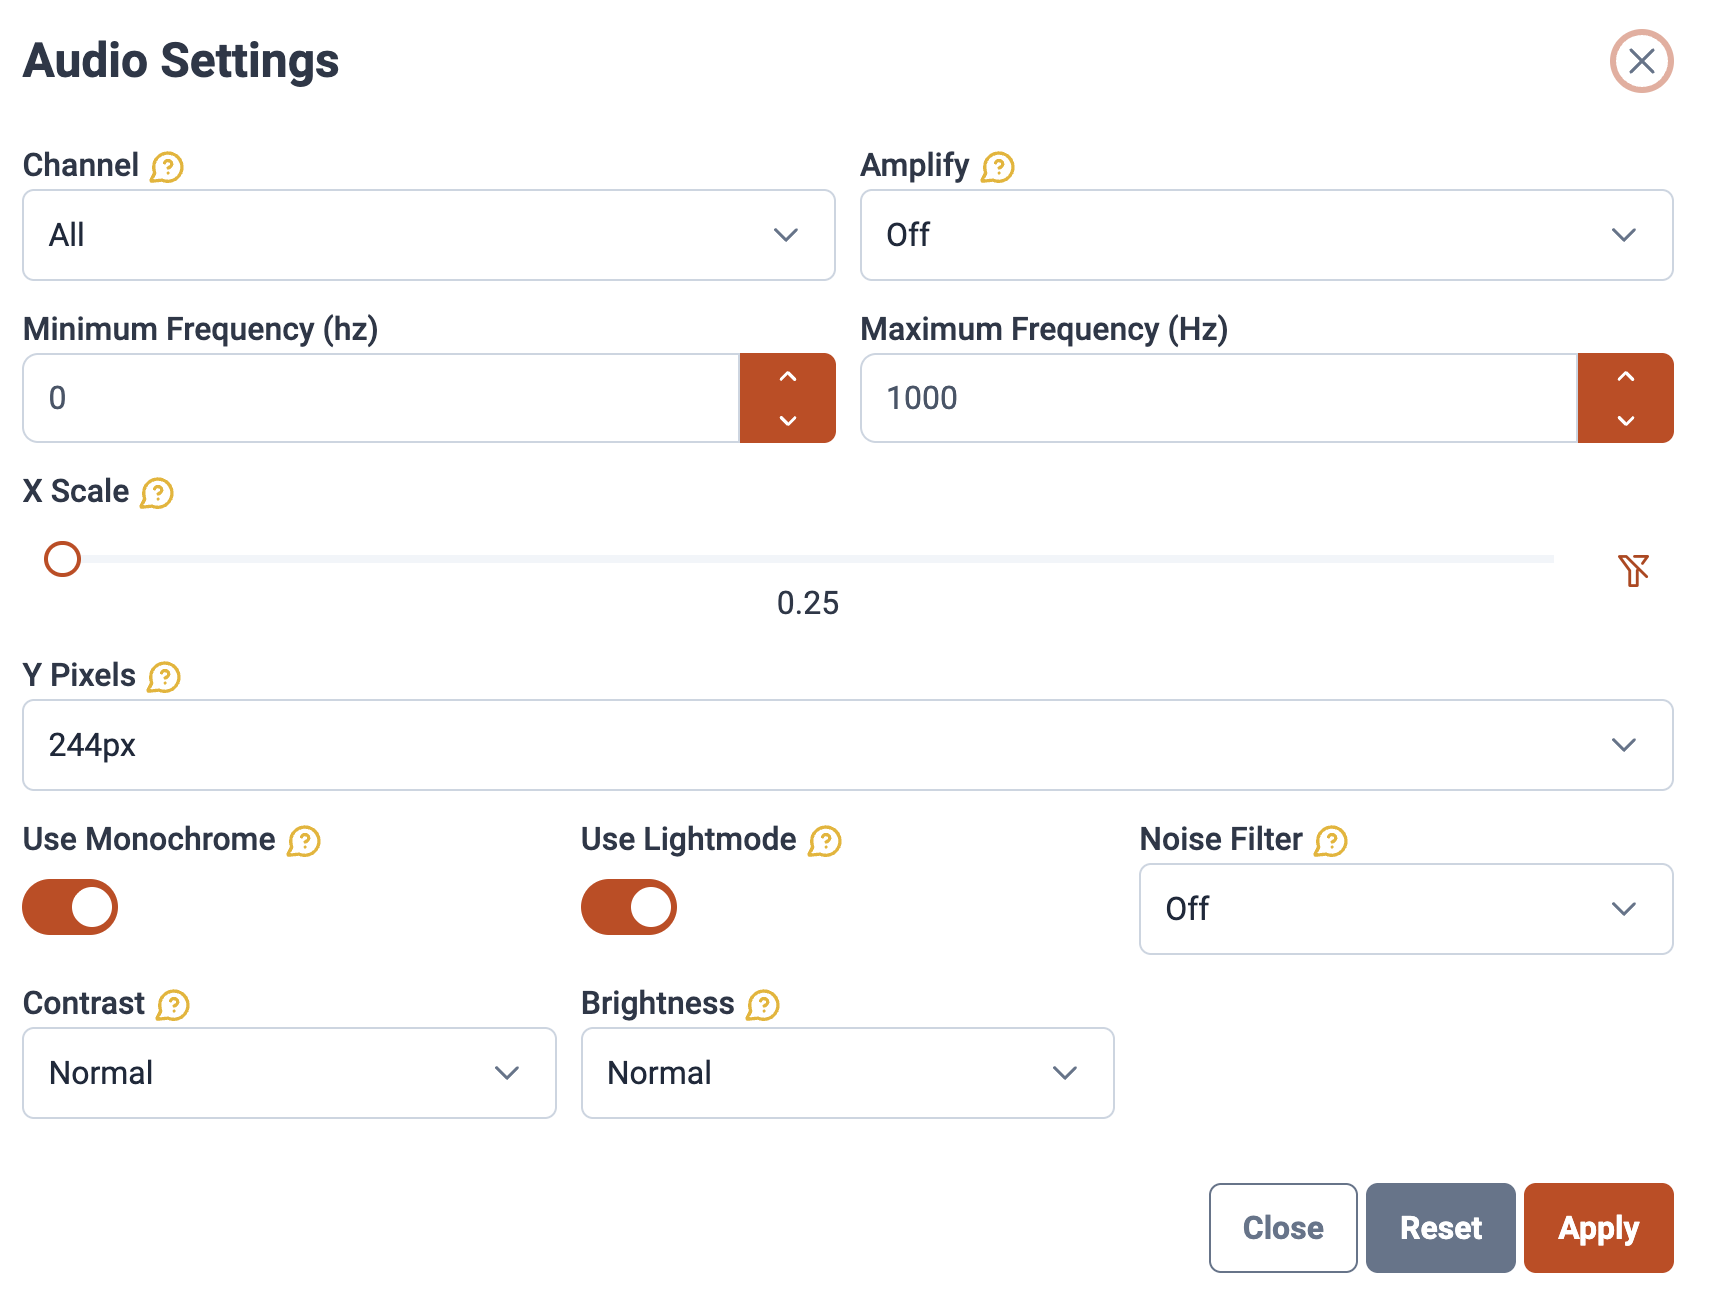 Audio Settings
Channel
Amplify
All
Off
Minimum Frequency (hz)
Maximum Frequency (Hz)
0
1000
X Scale
0.25
Y Pixels
244px
Use Monochrome
Use Lightmode
Noise Filter
Off
Contrast
Brightness
Normal
Normal
Close
Reset
Apply